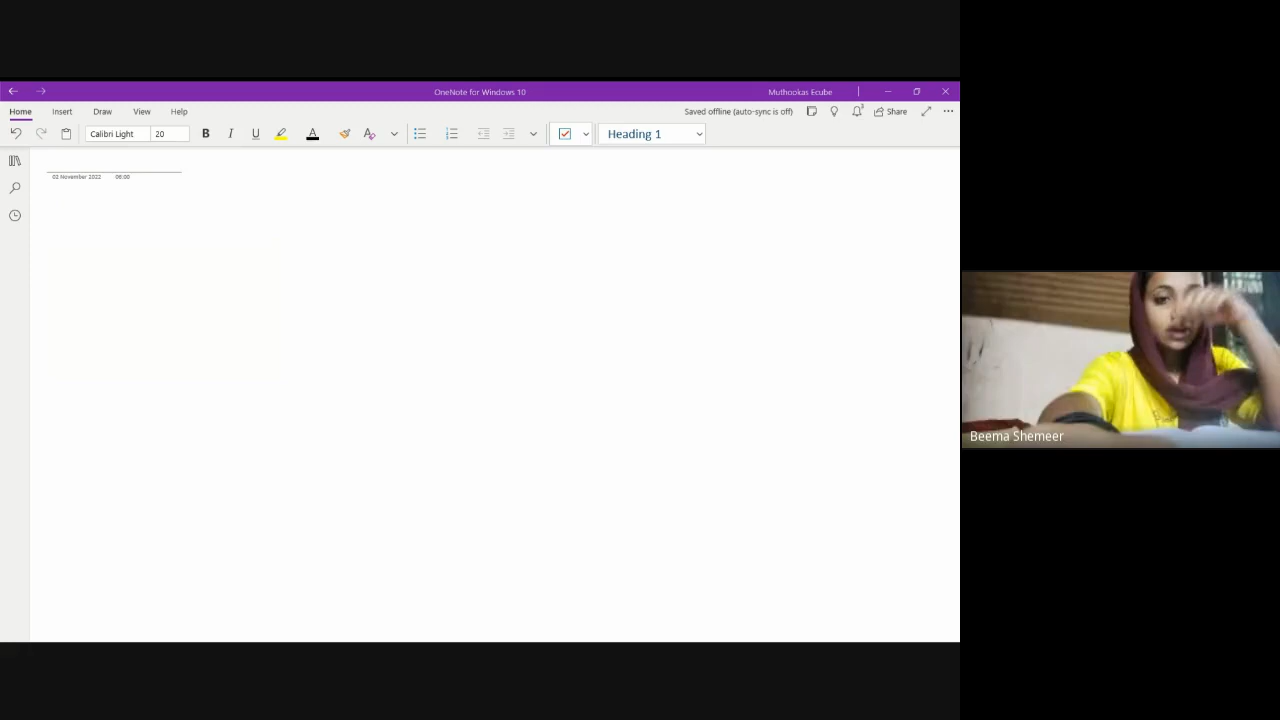 OneNote for Windows 10
Muthookas Ecube
Home Insert Draw View Help
Saved offline (auto-sync is off)
Share
Calibri Light 20
B I U A
Heading 1
02 November 2022 06:00
Beema Shemeer